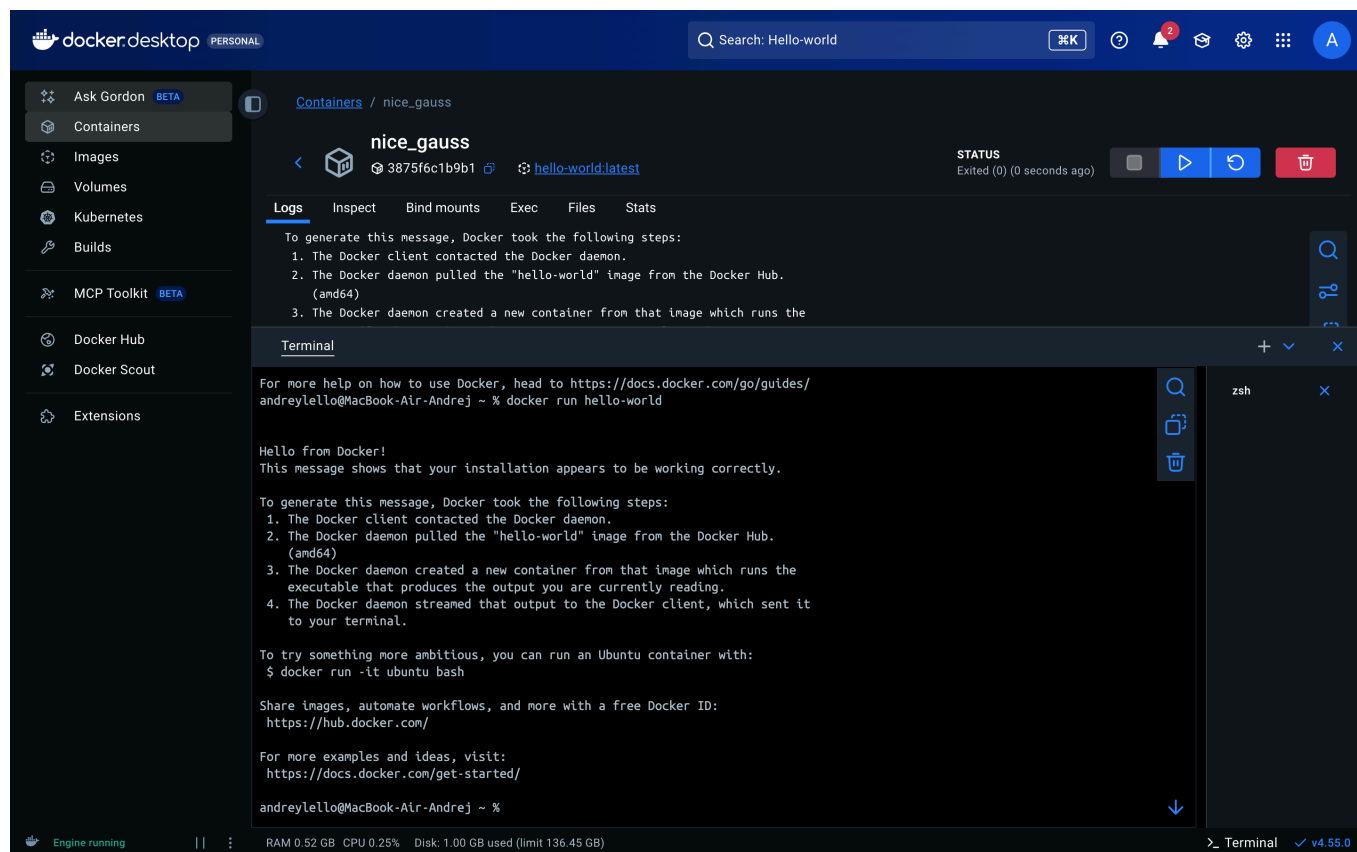 docker.desktop PERSONAL
Search: Hello-world
⌘K
2
A
Ask Gordon BETA
Containers
Images
Volumes
Kubernetes
Builds
MCP Toolkit BETA
Docker Hub
Docker Scout
Extensions
Containers / nice_gauss
nice_gauss
3875f6c1b9b1 hello-world:latest
STATUS
Exited (0) (0 seconds ago)
Logs Inspect Bind mounts Exec Files Stats
To generate this message, Docker took the following steps:
1. The Docker client contacted the Docker daemon.
2. The Docker daemon pulled the "hello-world" image from the Docker Hub.
(amd64)
3. The Docker daemon created a new container from that image which runs the
Terminal
For more help on how to use Docker, head to https://docs.docker.com/go/guides/
andreylello@MacBook-Air-Andrej ~ % docker run hello-world
Hello from Docker!
This message shows that your installation appears to be working correctly.
To generate this message, Docker took the following steps:
1. The Docker client contacted the Docker daemon.
2. The Docker daemon pulled the "hello-world" image from the Docker Hub.
(amd64)
3. The Docker daemon created a new container from that image which runs the
executable that produces the output you are currently reading.
4. The Docker daemon streamed that output to the Docker client, which sent it
to your terminal.
To try something more ambitious, you can run an Ubuntu container with:
$ docker run -it ubuntu bash
Share images, automate workflows, and more with a free Docker ID:
https://hub.docker.com/
For more examples and ideas, visit:
https://docs.docker.com/get-started/
andreylello@MacBook-Air-Andrej ~ %
zsh
Engine running
RAM 0.52 GB CPU 0.25% Disk: 1.00 GB used (limit 136.45 GB)
>_ Terminal
v4.55.0